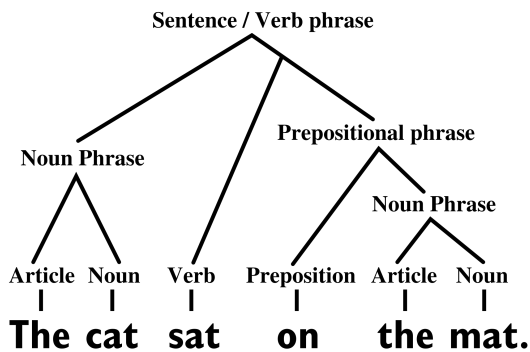 Sentence / Verb phrase
Prepositional phrase
Noun Phrase
Noun Phrase
Article Noun Verb Preposition Article Noun
The cat sat on the mat.